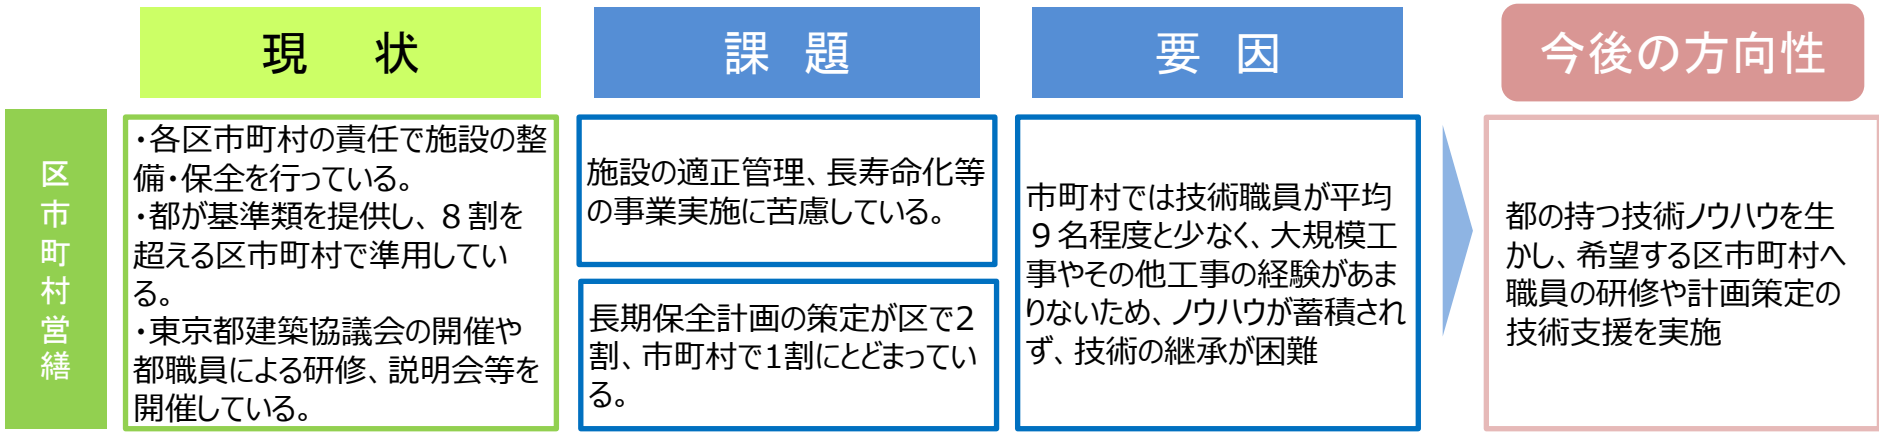 現　状
課　題
要　因
今後の方向性
区市町村営繕
・各区市町村の責任で施設の整
備・保全を行っている。
・都が基準類を提供し、８割を
超える区市町村で準用してい
る。
・東京都建築協議会の開催や
都職員による研修、説明会等を
開催している。
施設の適正管理、長寿命化等
の事業実施に苦慮している。
長期保全計画の策定が区で2
割、市町村で1割にとどまってい
る。
市町村では技術職員が平均
９名程度と少なく、大規模工
事やその他工事の経験があま
りないため、ノウハウが蓄積され
ず、技術の継承が困難
都の持つ技術ノウハウを生
かし、希望する区市町村へ
職員の研修や計画策定の
技術支援を実施